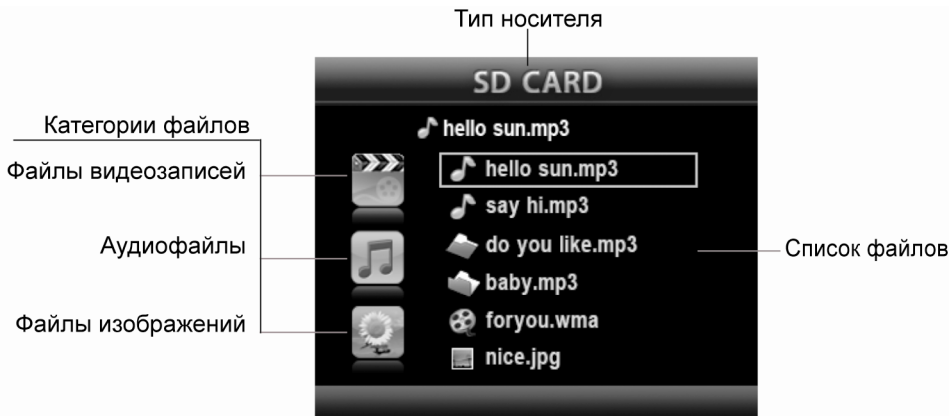 Тип носителя
SD CARD
Категории файлов
hello sun.mp3
Файлы видеозаписей
hello sun.mp3
say hi.mp3
Аудиофайлы
do you like.mp3
Список файлов
baby.mp3
Файлы изображений
foryou.wma
nice.jpg